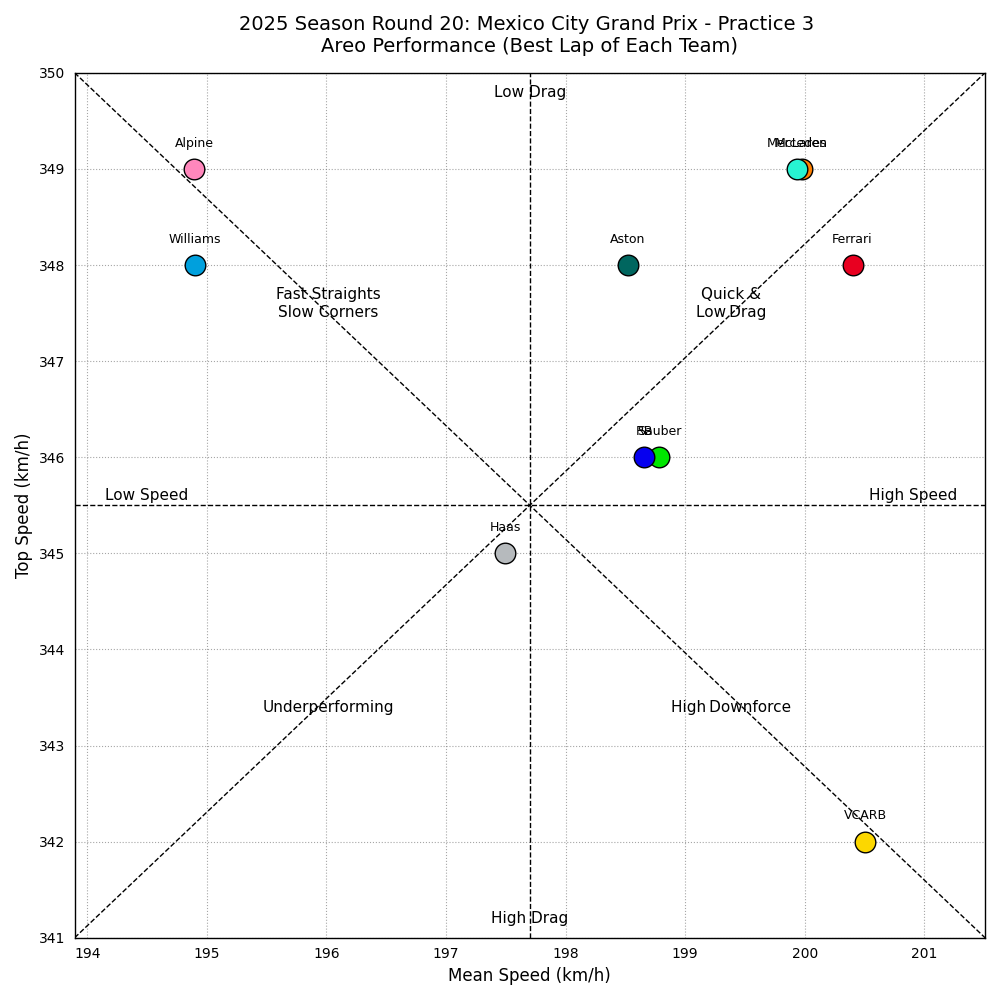 2025 Season Round 20: Mexico City Grand Prix - Practice 3
Areo Performance (Best Lap of Each Team)
350
Low Drag
Alpine
Mercedes
McLaren
349
Williams
Aston
Ferrari
348
Fast Straights
Slow Corners
Quick &
Low Drag
347
RB
Sauber
346
Low Speed
High Speed
Haas
345
344
Underperforming
High Downforce
343
VCARB
342
High Drag
341
194 195 196 197 198 199 200 201
Mean Speed (km/h)
Top Speed (km/h)